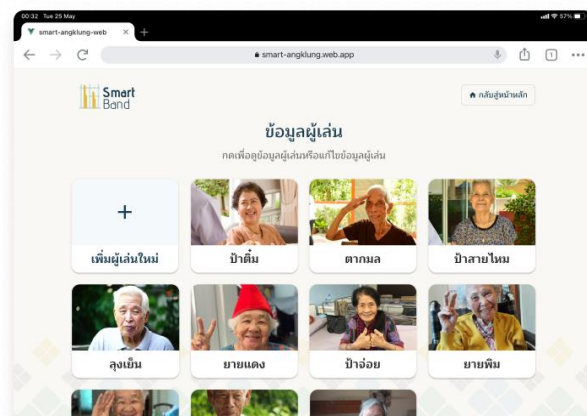 00:32 Tue 25 May
57%
smart-angklung-web × +
smart-angklung.web.app
1
Smart
Band
กลับสู่หน้าหลัก
ข้อมูลผู้เล่น
กดเพื่อดูข้อมูลผู้เล่นหรือแก้ไขข้อมูลผู้เล่น
+
เพิ่มผู้เล่นใหม่
ป้าติ๋ม
ตากมล
ป้าสายไหม
ลุงเย็น
ยายแดง
ป้าจ๋อย
ยายพิม